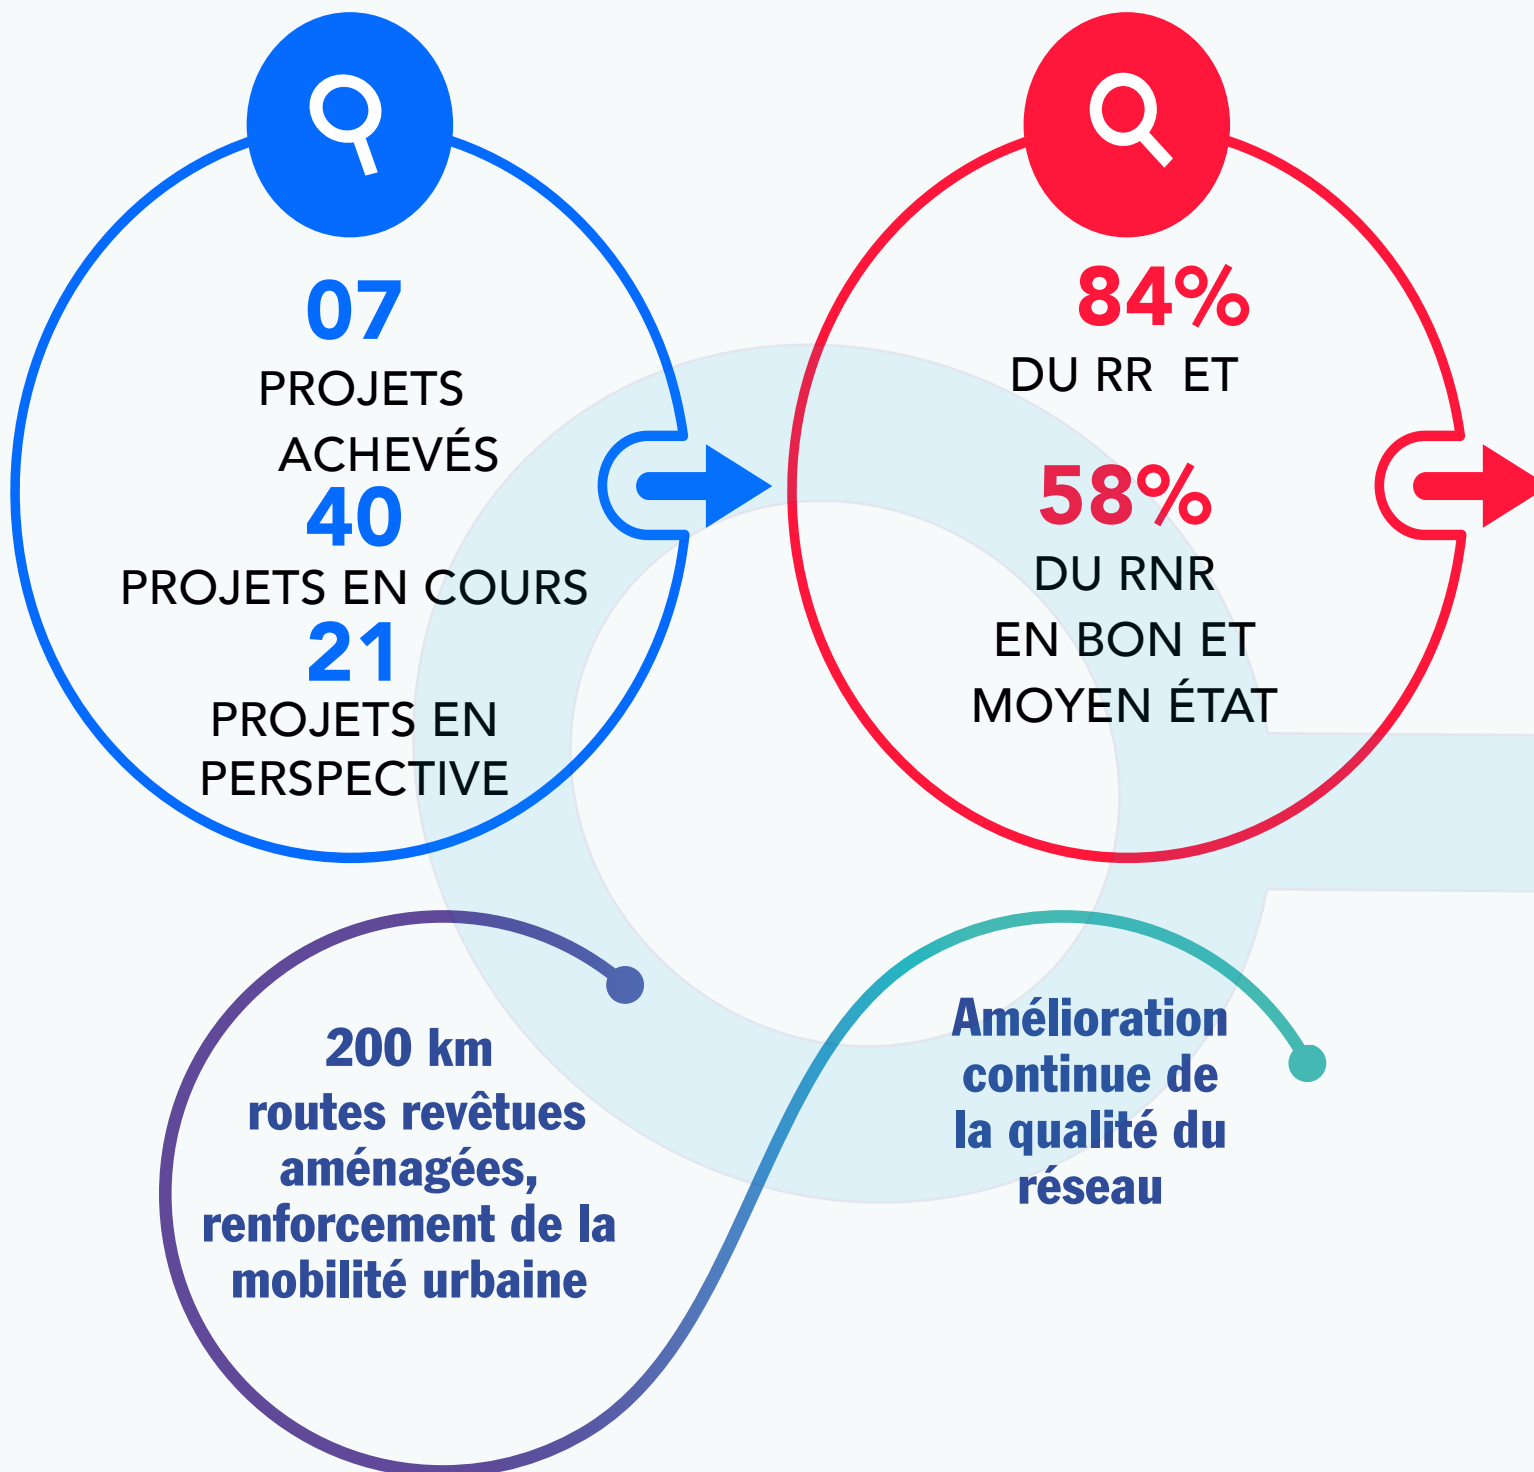 07
PROJETS
ACHEVÉS
40
PROJETS EN COURS
21
PROJETS EN
PERSPECTIVE
84%
DU RR ET
58%
DU RNR
EN BON ET
MOYEN ÉTAT
200 km
routes revêtues
aménagées,
renforcement de la
mobilité urbaine
Amélioration
continue de
la qualité du
réseau